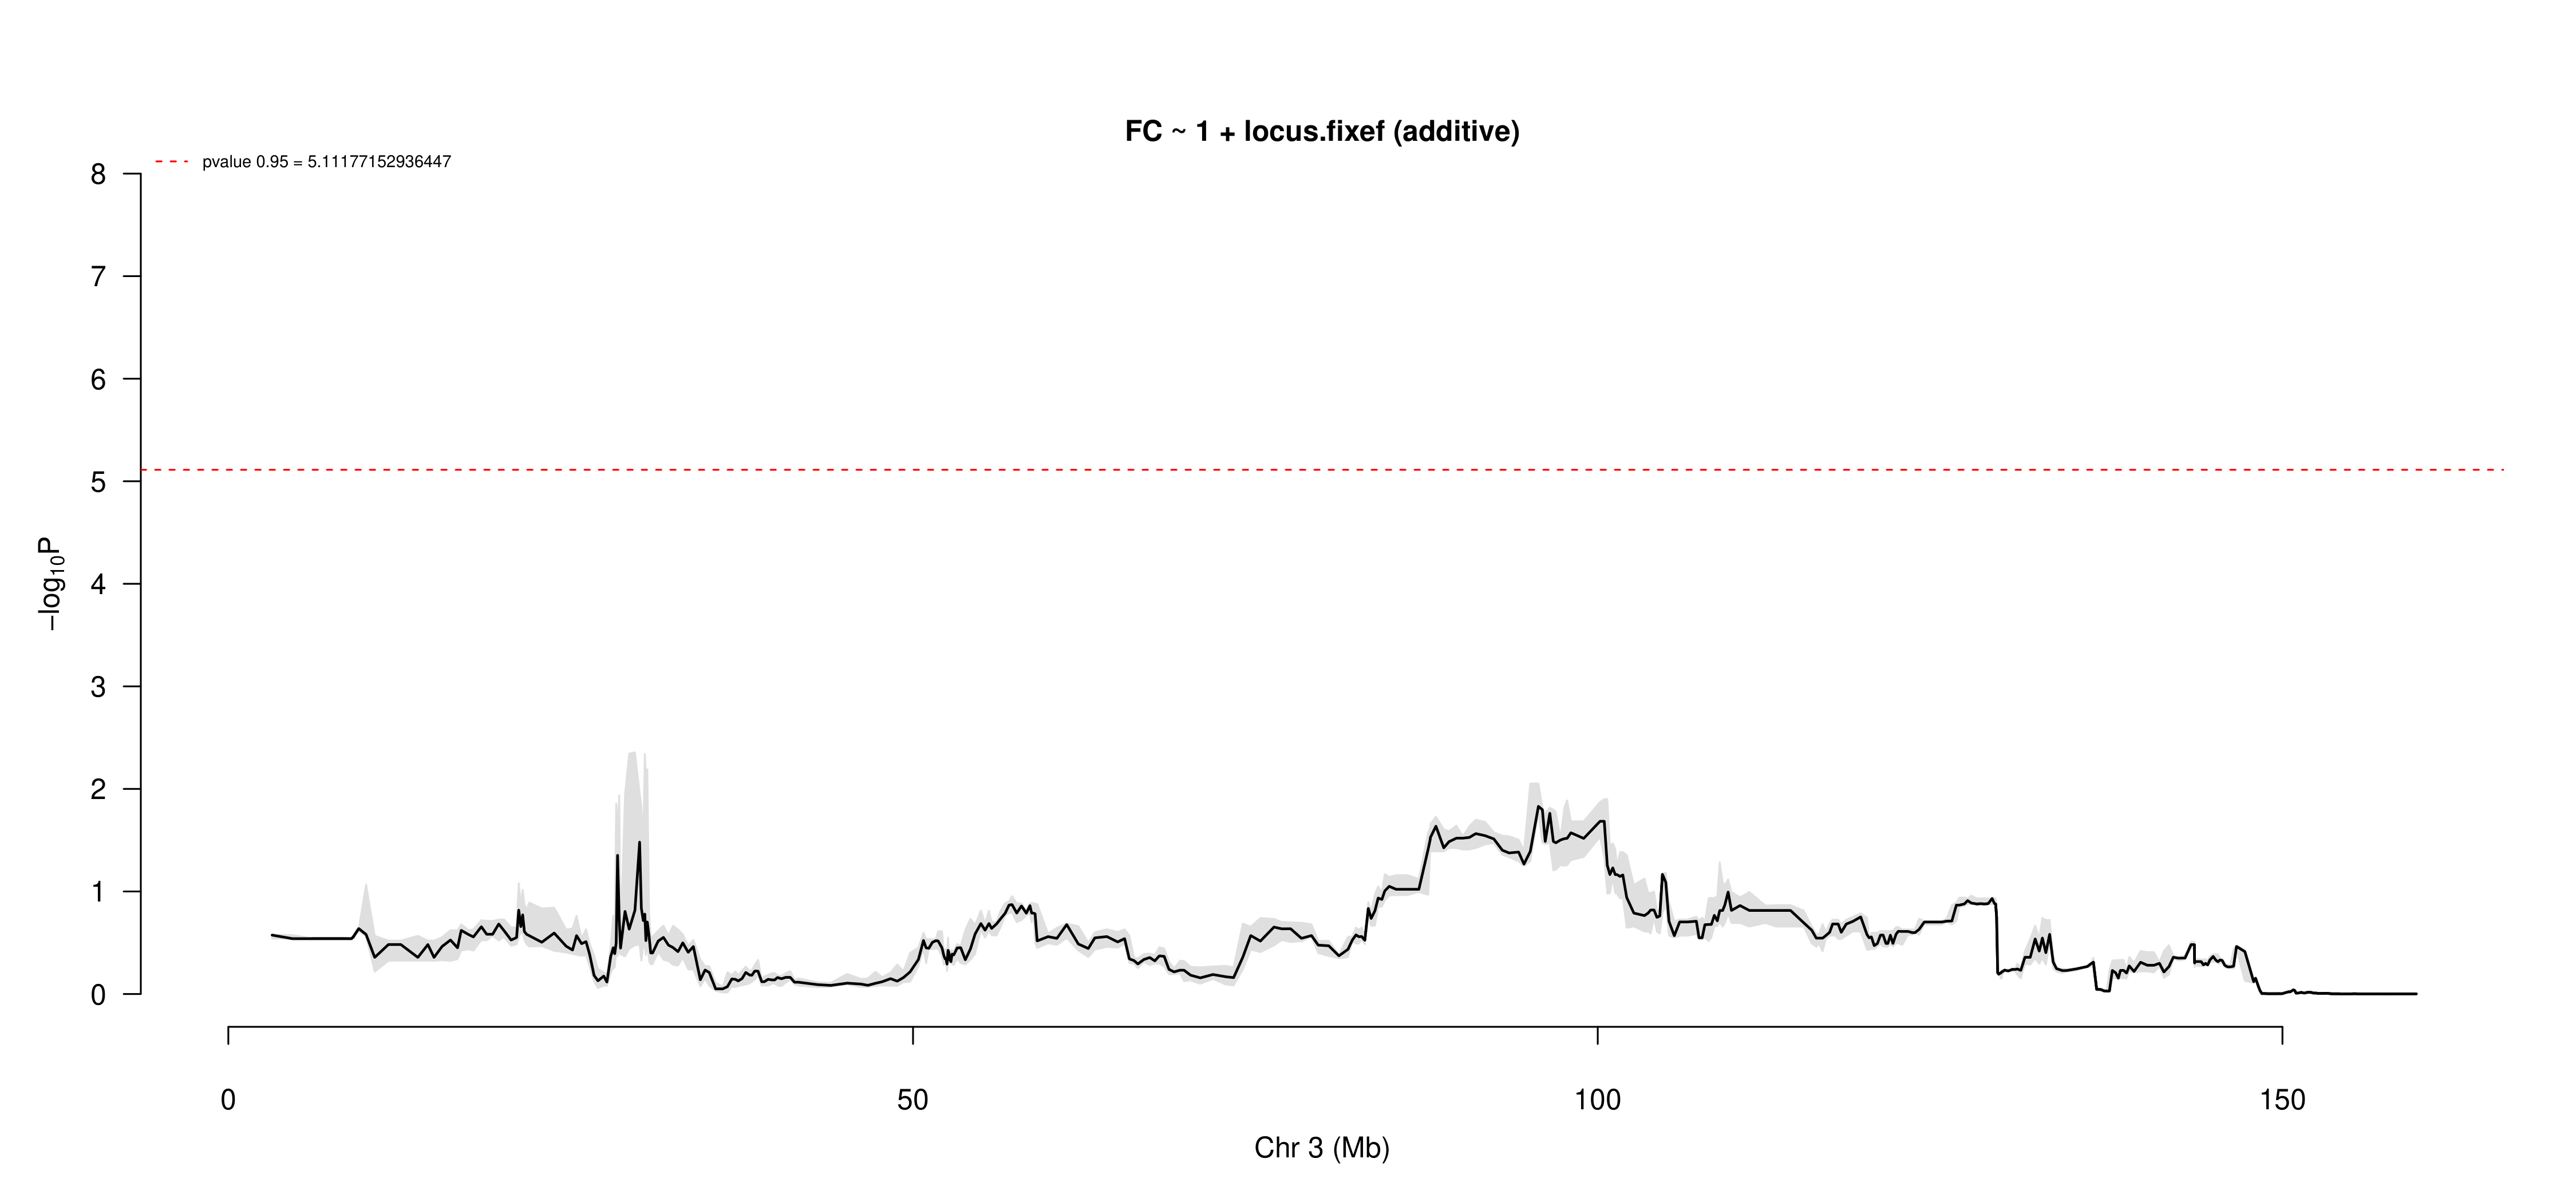 FC ~ 1 + locus.fixef (additive)
pvalue 0.95 = 5.11177152936447
8
7
6
5
4
3
2
1
0
−log10P
0 50 100 150
Chr 3 (Mb)